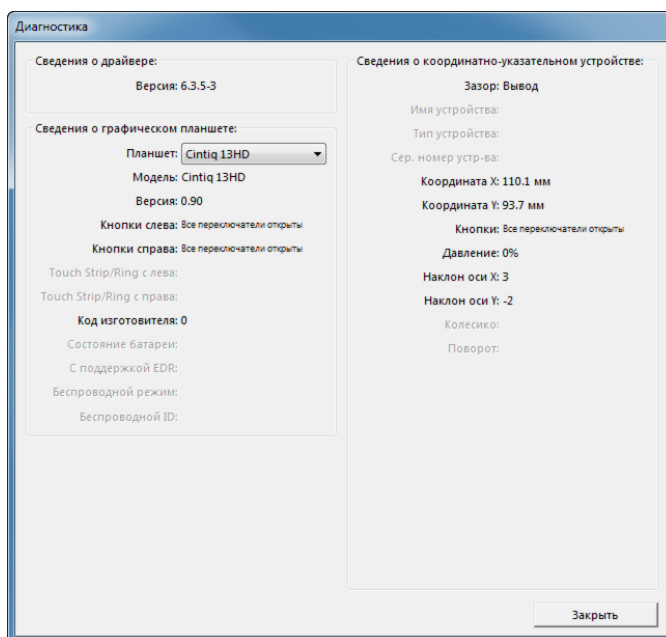 Диагностика
Сведения о драйвере:
Версия: 6.3.5-3
Сведения о графическом планшете:
Планшет: Cintiq 13HD
Модель: Cintiq 13HD
Версия: 0.90
Кнопки слева: Все переключатели открыты
Кнопки справа: Все переключатели открыты
Touch Strip/Ring с лева:
Touch Strip/Ring с права:
Код изготовителя: 0
Состояние батареи:
С поддержкой EDR:
Беспроводной режим:
Беспроводной ID:
Сведения о координатно-указательном устройстве:
Зазор: Вывод
Имя устройства:
Тип устройства:
Сер. номер устр-ва:
Координата X: 110.1 мм
Координата Y: 93.7 мм
Кнопки: Все переключатели открыты
Давление: 0%
Наклон оси X: 3
Наклон оси Y: -2
Колесико:
Поворот:
Закрыть